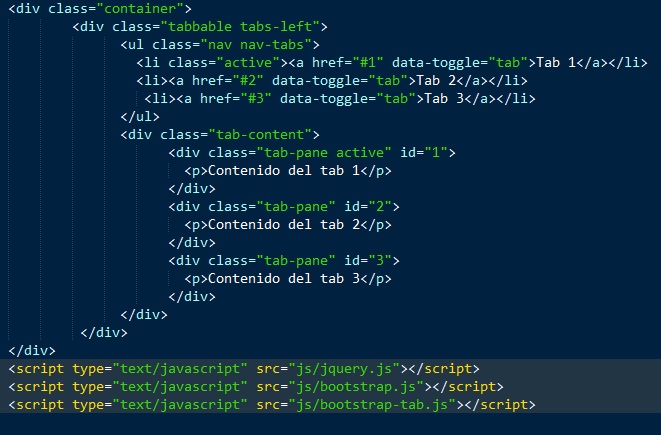 <div class="container">
<div class="tabbable tabs-left">
<ul class="nav nav-tabs">
<li class="active"><a href="#1" data-toggle="tab">Tab 1</a></li>
<li><a href="#2" data-toggle="tab">Tab 2</a></li>
<li><a href="#3" data-toggle="tab">Tab 3</a></li>
</ul>
<div class="tab-content">
<div class="tab-pane active" id="1">
<p>Contenido del tab 1</p>
</div>
<div class="tab-pane" id="2">
<p>Contenido del tab 2</p>
</div>
<div class="tab-pane" id="3">
<p>Contenido del tab 3</p>
</div>
</div>
</div>
</div>
<script type="text/javascript" src="js/jquery.js"></script>
<script type="text/javascript" src="js/bootstrap.js"></script>
<script type="text/javascript" src="js/bootstrap-tab.js"></script>